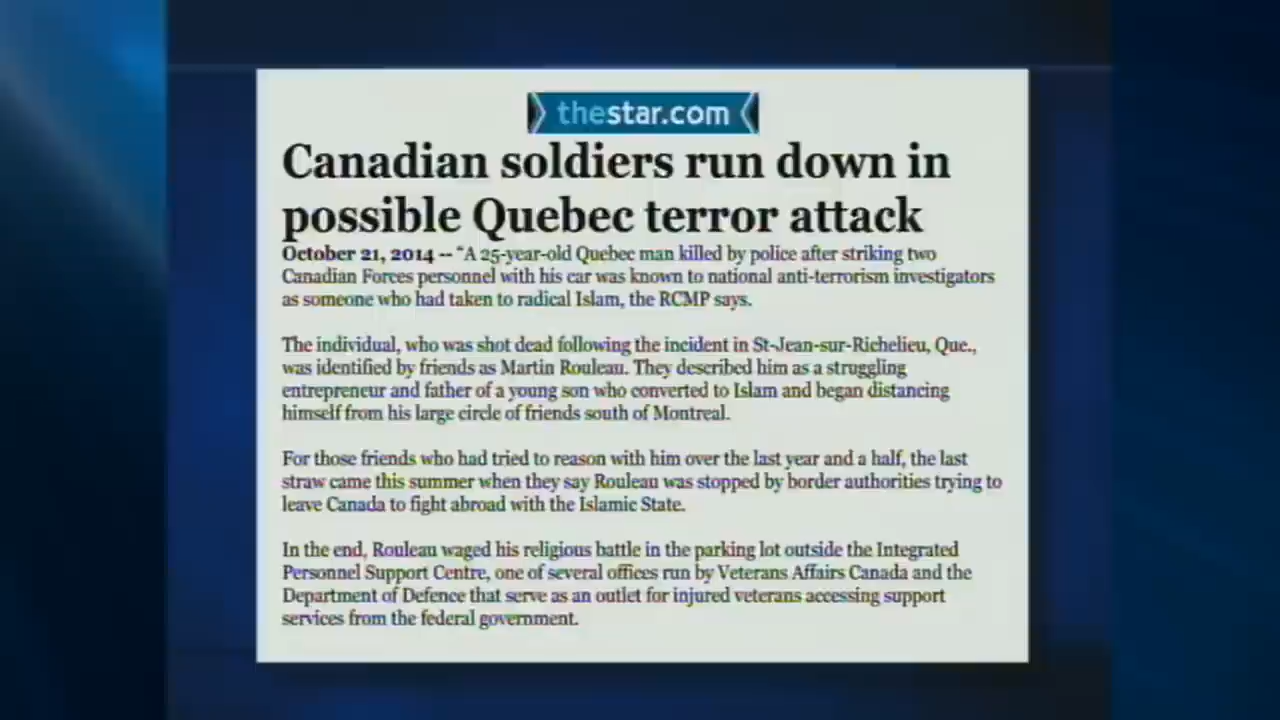 thestar.com
Canadian soldiers run down in
possible Quebec terror attack
October 21, 2014 -- "A 25-year-old Quebec man killed by police after striking two
Canadian Forces personnel with his car was known to national anti-terrorism investigators
as someone who had taken to radical Islam, the RCMP says.
The individual, who was shot dead following the incident in St-Jean-sur-Richelieu, Que.,
was identified by friends as Martin Rouleau. They described him as a struggling
entrepreneur and father of a young son who converted to Islam and began distancing
himself from his large circle of friends south of Montreal.
For those friends who had tried to reason with him over the last year and a half, the last
straw came this summer when they say Rouleau was stopped by border authorities trying to
leave Canada to fight abroad with the Islamic State.
In the end, Rouleau waged his religious battle in the parking lot outside the Integrated
Personnel Support Centre, one of several offices run by Veterans Affairs Canada and the
Department of Defence that serve as an outlet for injured veterans accessing support
services from the federal government.